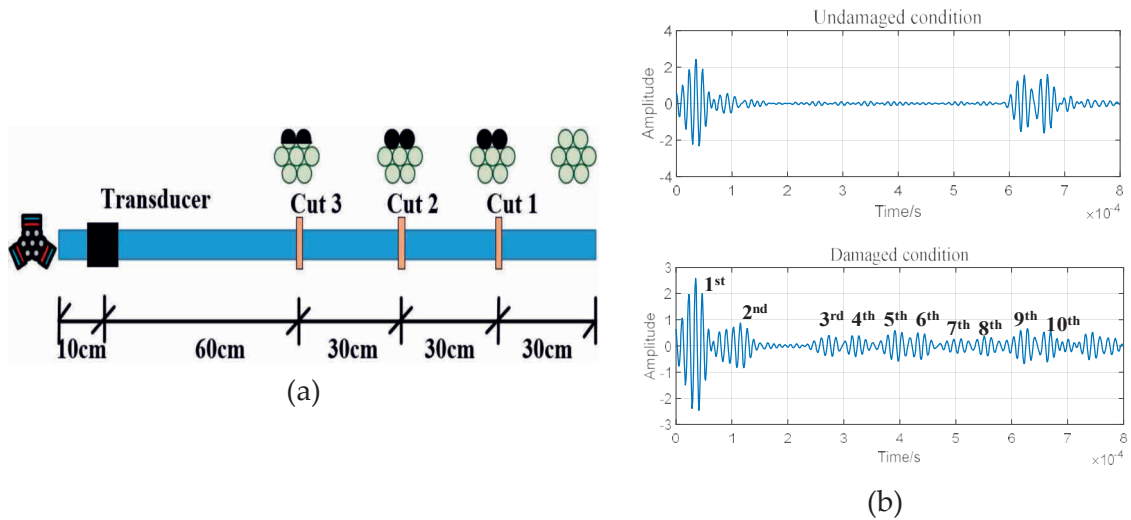 Transducer
Cut 3
Cut 2
Cut 1
10cm
60cm
30cm
30cm
30cm
(a)
Undamaged condition
Amplitude
4
2
0
-2
-4
0
1
2
3
4
5
6
7
8
×10⁻⁴
Time/s
Damaged condition
Amplitude
3
2
1
0
-1
-2
-3
1ˢᵗ
2ⁿᵈ
3ʳᵈ
4ᵗʰ
5ᵗʰ
6ᵗʰ
7ᵗʰ
8ᵗʰ
9ᵗʰ
10ᵗʰ
0
1
2
3
4
5
6
7
8
×10⁻⁴
Time/s
(b)